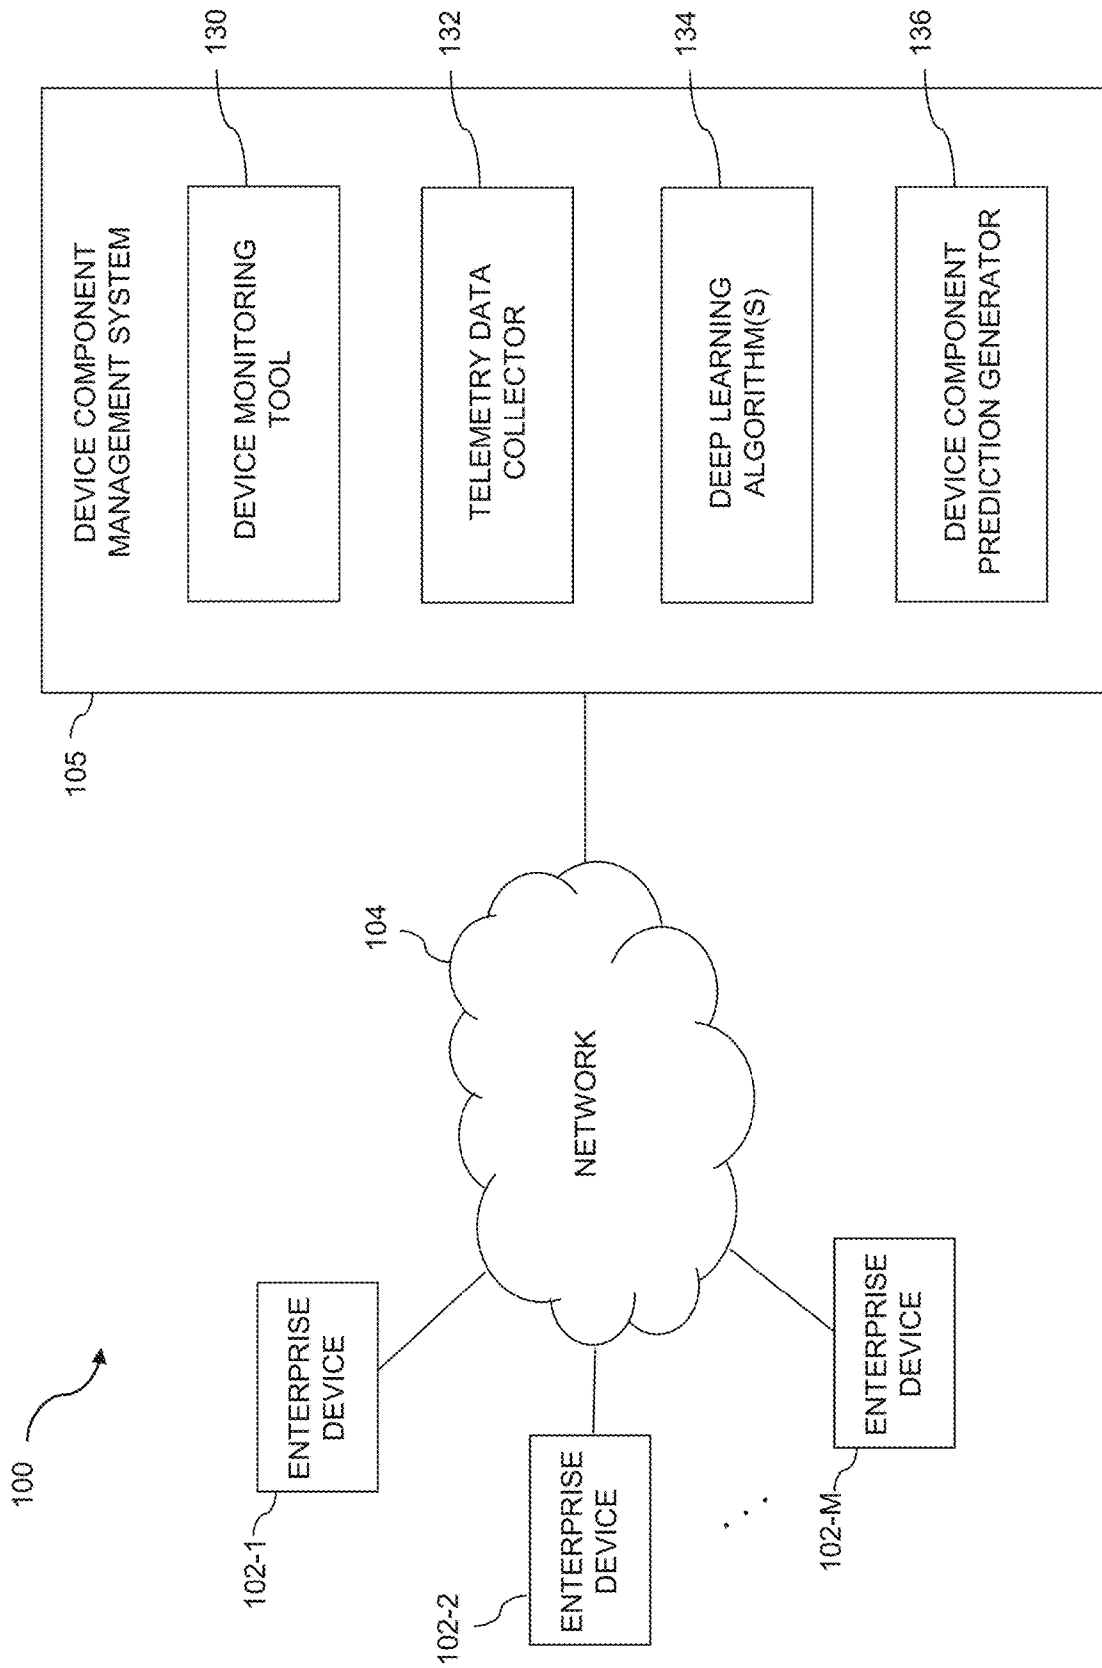 100
102-1
ENTERPRISE
DEVICE
102-2
ENTERPRISE
DEVICE
. . .
102-M
ENTERPRISE
DEVICE
104
NETWORK
105
DEVICE COMPONENT
MANAGEMENT SYSTEM
DEVICE MONITORING
TOOL
130
TELEMETRY DATA
COLLECTOR
132
DEEP LEARNING
ALGORITHM(S)
134
DEVICE COMPONENT
PREDICTION GENERATOR
136